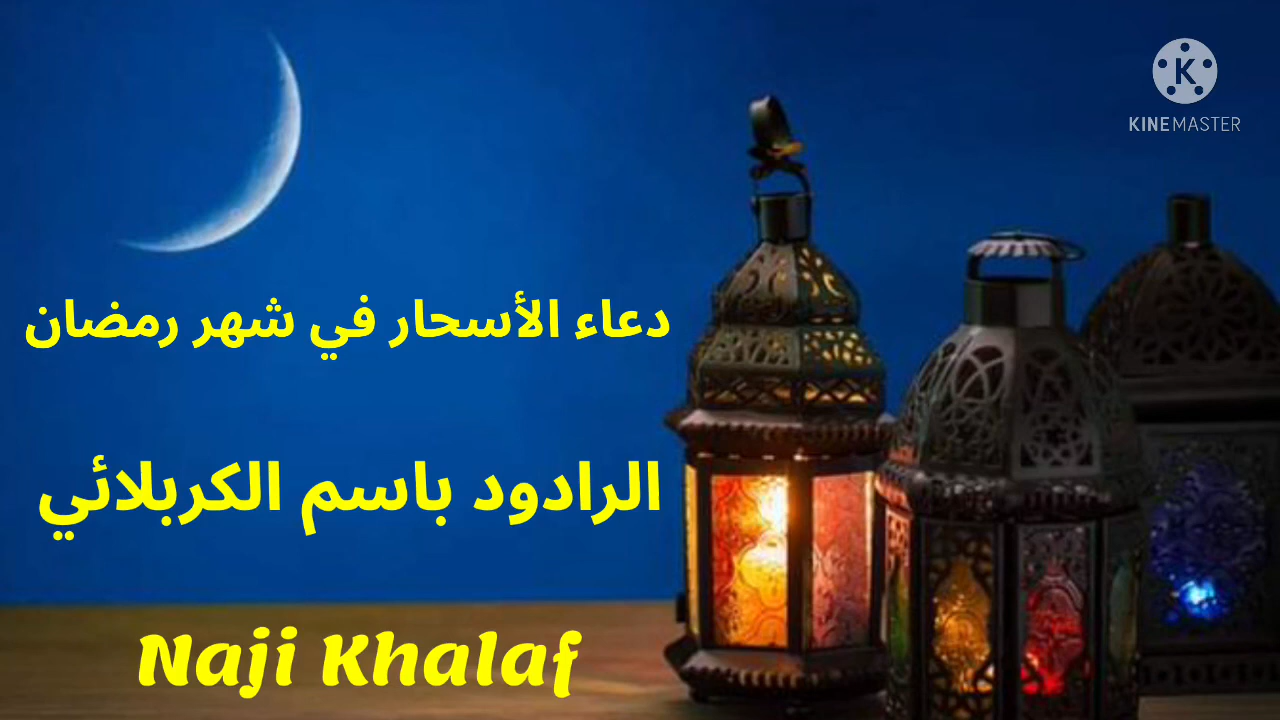 K
KINEMASTER
دعاء الأسحار في شهر رمضان
الرادود باسم الكربلائي
Naji Khalaf